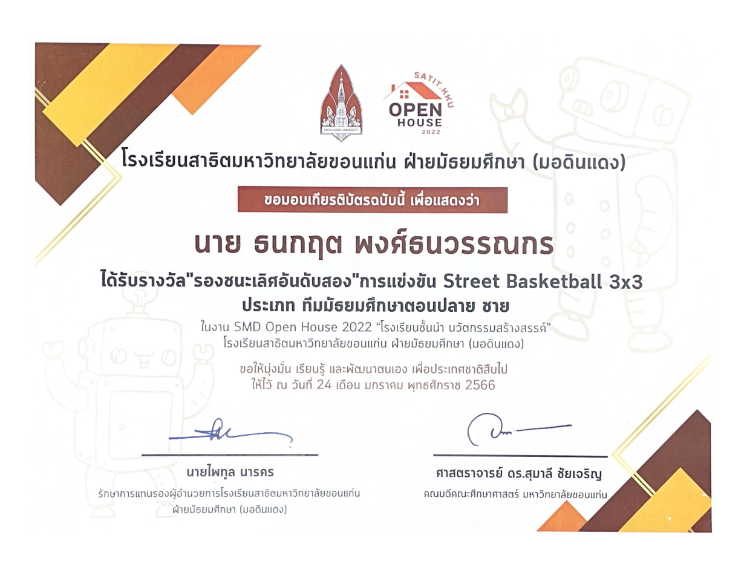 SATIT.KKU
OPEN
HOUSE
2022
KHON KAEN UNIVERSITY
โรงเรียนสาธิตมหาวิทยาลัยขอนแก่น ฝ่ายมัธยมศึกษา (มอดินแดง)
ขอมอบเกียรติบัตรฉบับนี้ เพื่อแสดงว่า
นาย ธนกฤต พงศ์ธนวรรณกร
ได้รับรางวัล"รองชนะเลิศอันดับสอง"การแข่งขัน Street Basketball 3x3
ประเภท ทีมมัธยมศึกษาตอนปลาย ชาย
ในงาน SMD Open House 2022 “โรงเรียนชั้นนำ นวัตกรรมสร้างสรรค์"
โรงเรียนสาธิตมหาวิทยาลัยขอนแก่น ฝ่ายมัธยมศึกษา (มอดินแดง)
ขอให้มุ่งมั่น เรียนรู้ และพัฒนาตนเอง เพื่อประเทศชาติสืบไป
ให้ไว้ ณ วันที่ 24 เดือน มกราคม พุทธศักราช 2566
นายไพฑูล นารคร
รักษาการแทนรองผู้อำนวยการโรงเรียนสาธิตมหาวิทยาลัยขอนแก่น
ฝ่ายมัธยมศึกษา (มอดินแดง)
ศาสตราจารย์ ดร.สุมาลี ชัยเจริญ
คณบดีคณะศึกษาศาสตร์ มหาวิทยาลัยขอนแก่น